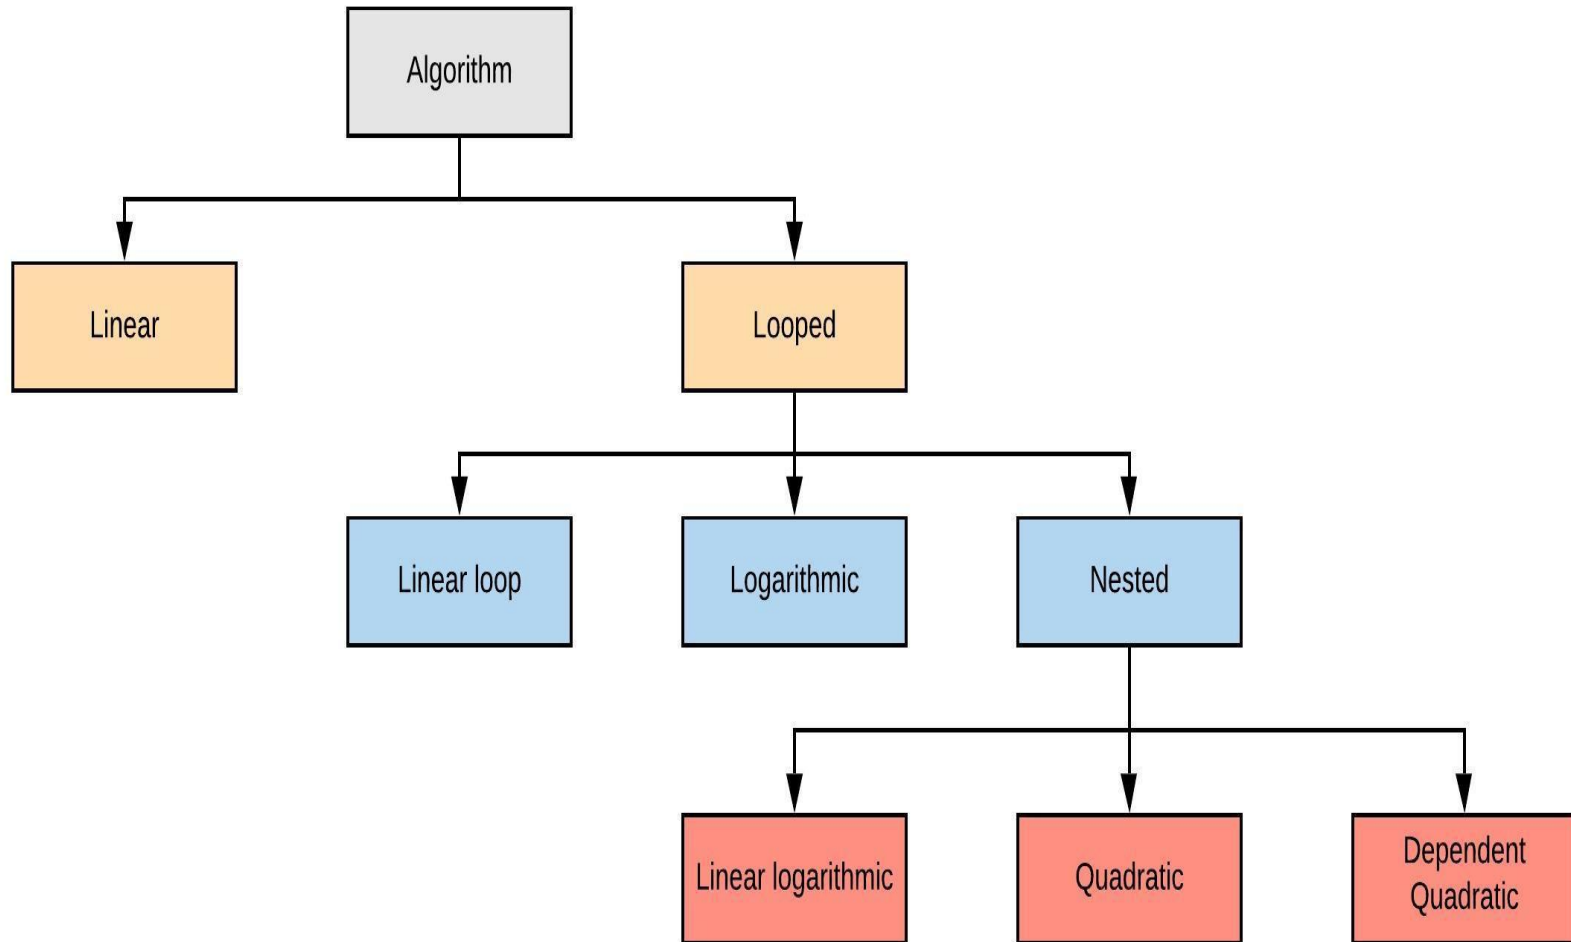 Algorithm
Linear
Looped
Linear loop
Logarithmic
Nested
Linear logarithmic
Quadratic
Dependent
Quadratic